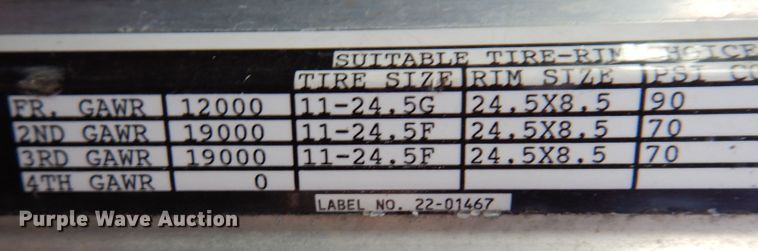 SUITABLE TIRE-RIM CHOICE
TIRE SIZE RIM SIZE PSI CO
FR. GAWR 12000 11-24.5G 24.5X8.5 90
2ND GAWR 19000 11-24.5F 24.5X8.5 70
3RD GAWR 19000 11-24.5F 24.5X8.5 70
4TH GAWR 0
LABEL NO. 22-01467
Purple Wave Auction